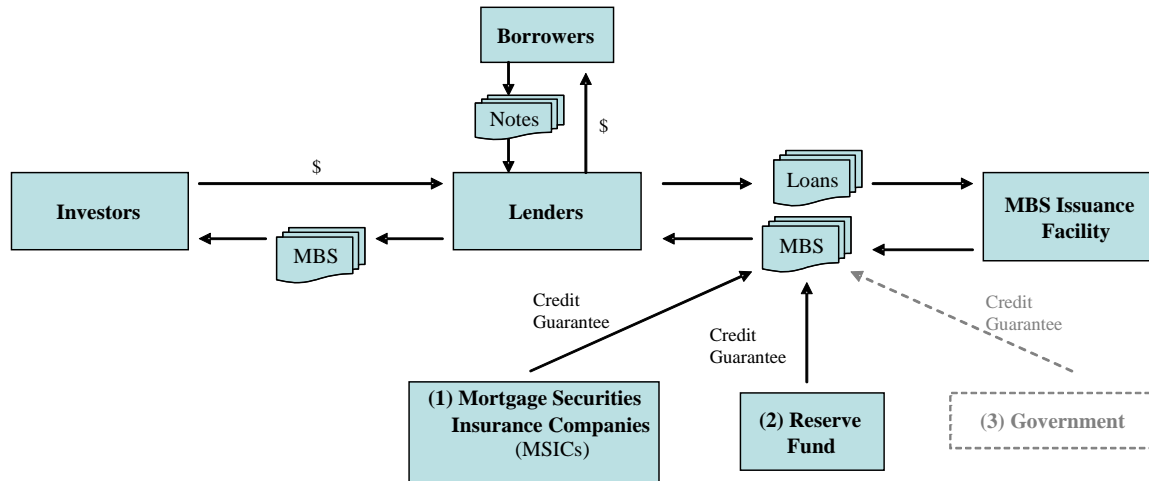 Borrowers
Notes
$
$
Investors
Lenders
Loans
MBS Issuance
Facility
MBS
MBS
Credit
Guarantee
Credit
Guarantee
Credit
Guarantee
(1) Mortgage Securities
Insurance Companies
(MSICs)
(2) Reserve
Fund
(3) Government